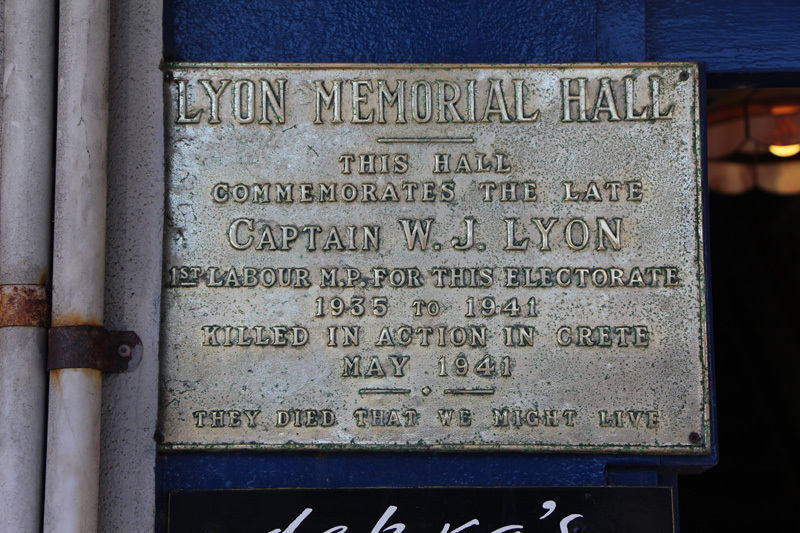 LYON MEMORIAL HALL
THIS HALL
COMMEMORATES THE LATE
CAPTAIN W. J. LYON
1ST LABOUR M.P. FOR THIS ELECTORATE
1935 TO 1941
KILLED IN ACTION IN CRETE
MAY 1941
THEY DIED THAT WE MIGHT LIVE
debra's